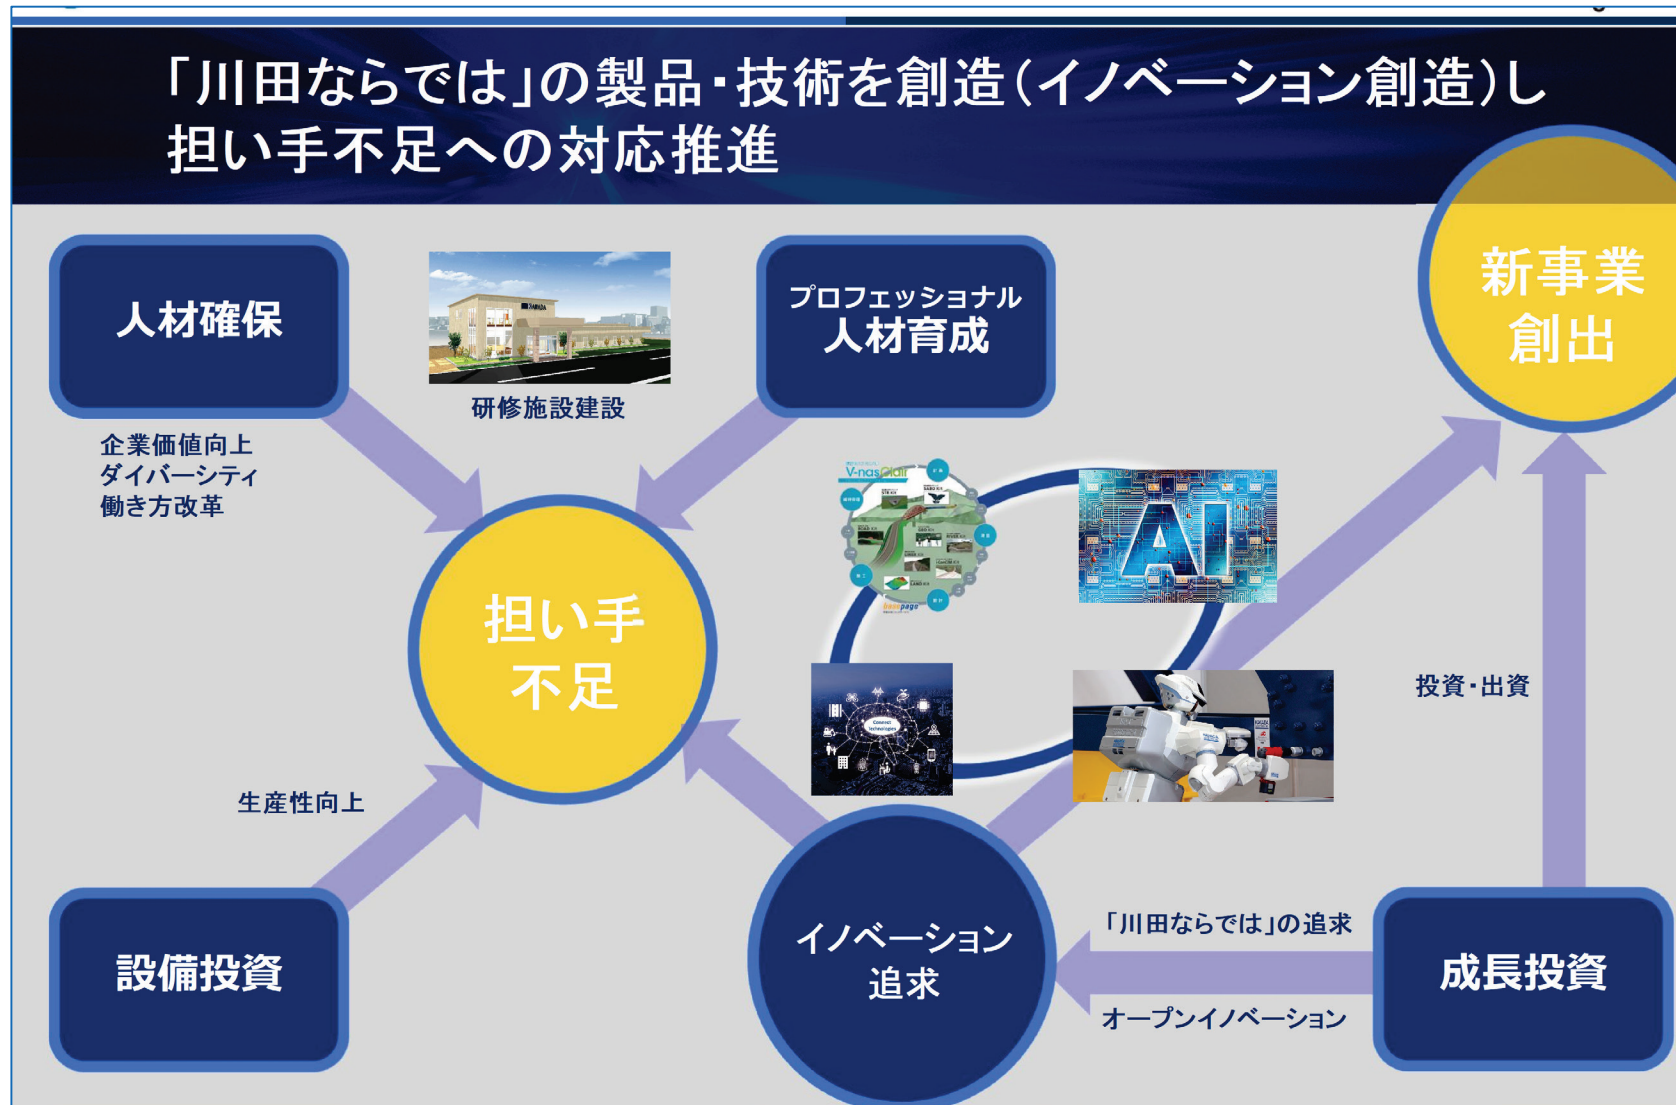 「川田ならでは」の製品・技術を創造（イノベーション創造）し
担い手不足への対応推進
新事業
創出
人材確保
KAWADA
研修施設建設
プロフェッショナル
人材育成
企業価値向上
ダイバーシティ
働き方改革
V-nasClair
basepage
AI
Connect
Technologies
担い手
不足
投資・出資
生産性向上
設備投資
イノベーション
追求
「川田ならでは」の追求
オープンイノベーション
成長投資